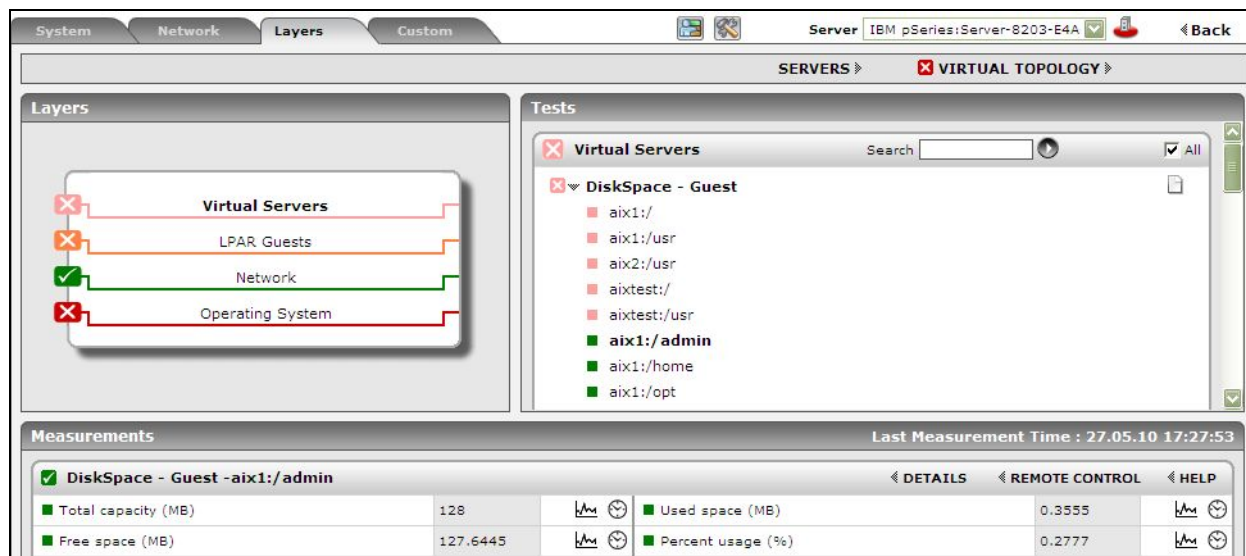 System Network Layers Custom Server IBM pSeries:Server-8203-E4A Back
SERVERS VIRTUAL TOPOLOGY
Layers
Virtual Servers
LPAR Guests
Network
Operating System
Tests
Virtual Servers Search All
DiskSpace - Guest
aix1:/
aix1:/usr
aix2:/usr
aixtest:/
aixtest:/usr
aix1:/admin
aix1:/home
aix1:/opt
Measurements Last Measurement Time : 27.05.10 17:27:53
DiskSpace - Guest -aix1:/admin DETAILS REMOTE CONTROL HELP
Total capacity (MB) 128 Used space (MB) 0.3555
Free space (MB) 127.6445 Percent usage (%) 0.2777